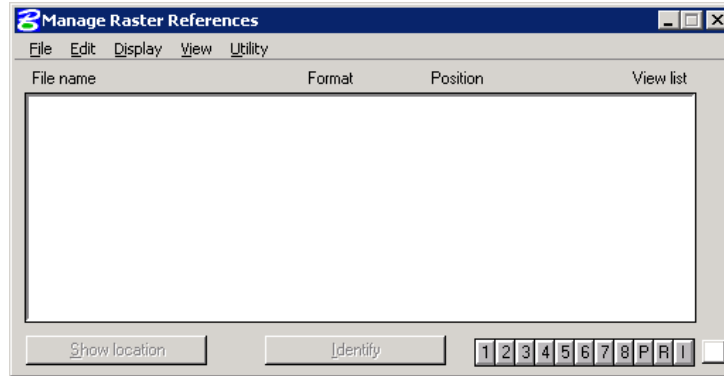 Manage Raster References
File Edit Display View Utility
File name Format Position View list
Show location Identify 1 2 3 4 5 6 7 8 P R I